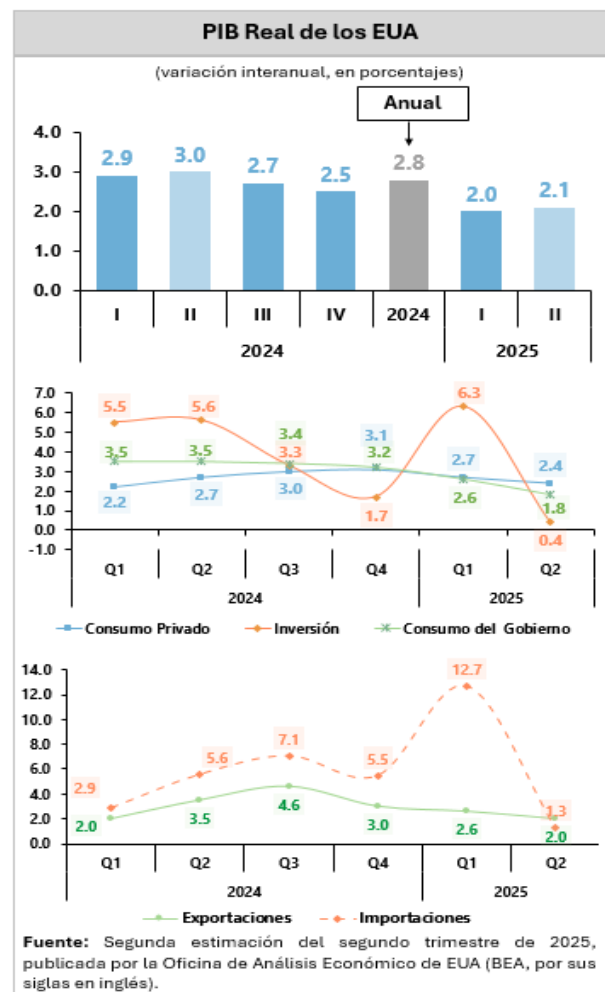 PIB Real de los EUA
(variación interanual, en porcentajes)
Anual
4.0
3.0
2.0
1.0
0.0
2.9
3.0
2.7
2.5
2.8
2.0
2.1
I II III IV 2024 I II
2024 2025
7.0
6.0
5.0
4.0
3.0
2.0
1.0
0.0
-1.0
5.5 5.6 3.3 1.7 6.3 0.4
3.5 3.5 3.4 3.2 2.6 1.8
2.2 2.7 3.0 3.1 2.7 2.4
Q1 Q2 Q3 Q4 Q1 Q2
2024 2025
Consumo Privado Inversión Consumo del Gobierno
14.0
12.0
10.0
8.0
6.0
4.0
2.0
0.0
2.9 5.6 7.1 5.5 12.7 1.3
2.0 3.5 4.6 3.0 2.6 2.0
Q1 Q2 Q3 Q4 Q1 Q2
2024 2025
Exportaciones Importaciones
Fuente: Segunda estimación del segundo trimestre de 2025,
publicada por la Oficina de Análisis Económico de EUA (BEA, por sus
siglas en inglés).